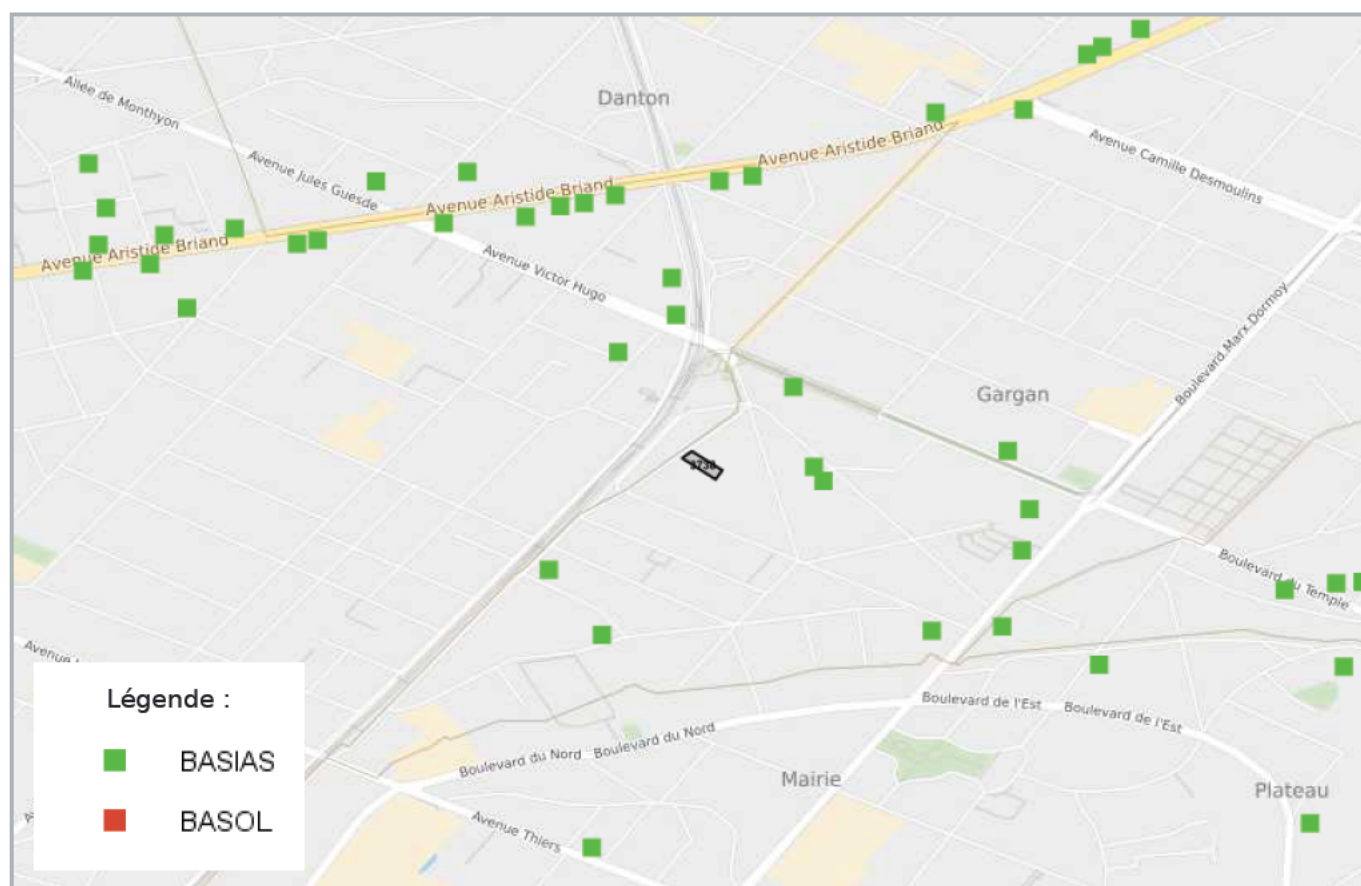 Danton
Allée de Monthyon
Avenue Aristide Briand
Avenue Camille Desmoulins
Avenue Jules Guesde
Avenue Aristide Briand
Avenue Aristide Briand
Avenue Victor Hugo
Boulevard Marx Dormoy
Gargan
Boulevard du Temple
Avenue
Légende :
BASIAS
BASOL
Boulevard de l'Est
Boulevard de l'Est
Boulevard du Nord
Boulevard du Nord
Mairie
Plateau
Avenue Thiers